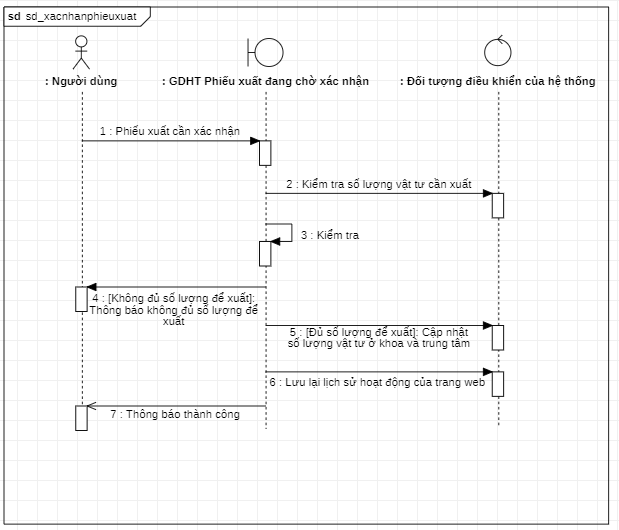 sd sd_xacnhanphieuxuat
: Người dùng
: GDHT Phiếu xuất đang chờ xác nhận
: Đối tượng điều khiển của hệ thống
1 : Phiếu xuất cần xác nhận
2 : Kiểm tra số lượng vật tư cần xuất
3 : Kiểm tra
4 : [Không đủ số lượng để xuất]:
Thông báo không đủ số lượng để
xuất
5 : [Đủ số lượng để xuất]: Cập nhật
số lượng vật tư ở khoa và trung tâm
6 : Lưu lại lịch sử hoạt động của trang web
7 : Thông báo thành công